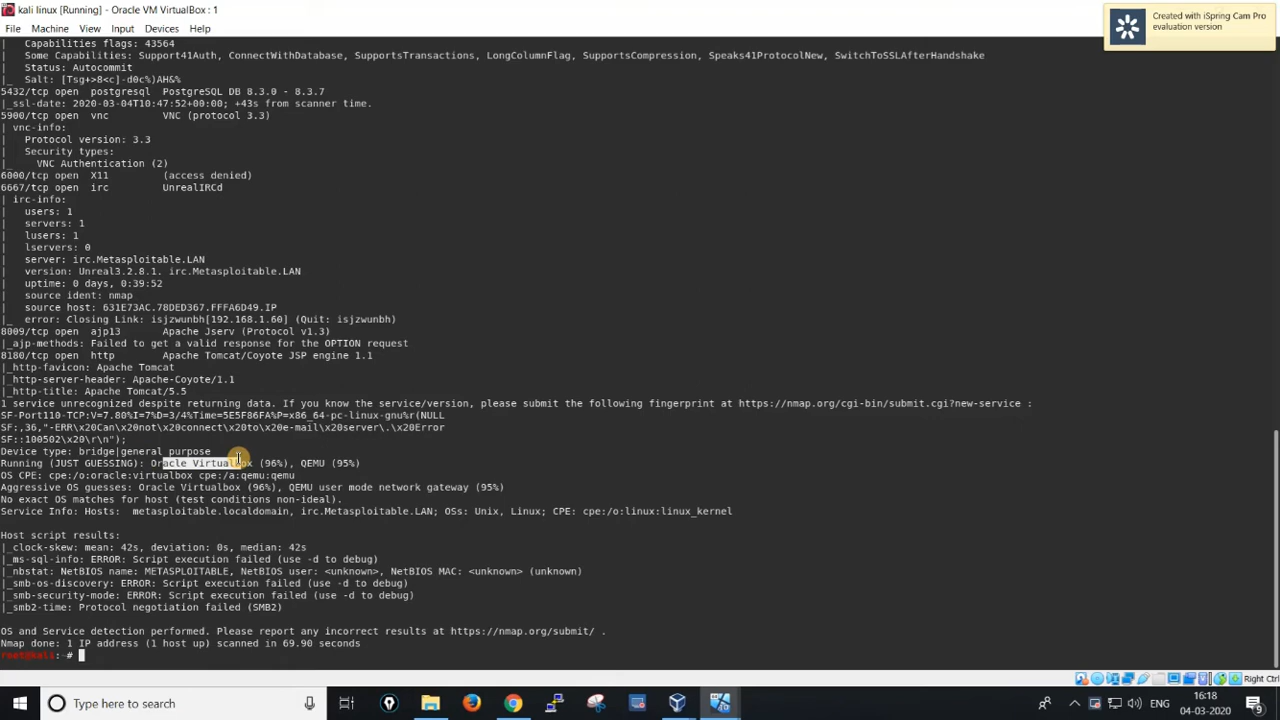 kali linux [Running] - Oracle VM VirtualBox : 1
File Machine View Input Devices Help
Created with iSpring Cam Pro
evaluation version
| Capabilities flags: 43564
| Some Capabilities: Support41Auth, ConnectWithDatabase, SupportsTransactions, LongColumnFlag, SupportsCompression, Speaks41ProtocolNew, SwitchToSSLAfterHandshake
| Status: Autocommit
|_ Salt: [Tsg+>8<c]-d0c%)AH&%
5432/tcp open postgresql PostgreSQL DB 8.3.0 - 8.3.7
|_ssl-date: 2020-03-04T10:47:52+00:00; +43s from scanner time.
5900/tcp open vnc VNC (protocol 3.3)
| vnc-info:
| Protocol version: 3.3
| Security types:
|_ VNC Authentication (2)
6000/tcp open X11 (access denied)
6667/tcp open irc UnrealIRCd
| irc-info:
| users: 1
| servers: 1
| lusers: 1
| lservers: 0
| server: irc.Metasploitable.LAN
| version: Unreal3.2.8.1. irc.Metasploitable.LAN
| uptime: 0 days, 0:39:52
| source ident: nmap
| source host: 631E73AC.78DED367.FFFA6D49.IP
|_ error: Closing Link: isjzwunbh[192.168.1.60] (Quit: isjzwunbh)
8009/tcp open ajp13 Apache Jserv (Protocol v1.3)
|_ajp-methods: Failed to get a valid response for the OPTION request
8180/tcp open http Apache Tomcat/Coyote JSP engine 1.1
|_http-favicon: Apache Tomcat
|_http-server-header: Apache-Coyote/1.1
|_http-title: Apache Tomcat/5.5
1 service unrecognized despite returning data. If you know the service/version, please submit the following fingerprint at https://nmap.org/cgi-bin/submit.cgi?new-service :
SF-Port110-TCP:V=7.80%I=7%D=3/4%Time=5E5F86FA%P=x86_64-pc-linux-gnu%r(NULL
SF:,36,"-ERR\x20Can\x20not\x20connect\x20to\x20e-mail\x20server\.\x20Error
SF::100502\x20\r\n");
Device type: bridge|general purpose
Running (JUST GUESSING): Oracle Virtualbox (96%), QEMU (95%)
OS CPE: cpe:/o:oracle:virtualbox cpe:/a:qemu:qemu
Aggressive OS guesses: Oracle Virtualbox (96%), QEMU user mode network gateway (95%)
No exact OS matches for host (test conditions non-ideal).
Service Info: Hosts: metasploitable.localdomain, irc.Metasploitable.LAN; OSs: Unix, Linux; CPE: cpe:/o:linux:linux_kernel
Host script results:
|_clock-skew: mean: 42s, deviation: 0s, median: 42s
|_ms-sql-info: ERROR: Script execution failed (use -d to debug)
|_nbstat: NetBIOS name: METASPLOITABLE, NetBIOS user: <unknown>, NetBIOS MAC: <unknown> (unknown)
|_smb-os-discovery: ERROR: Script execution failed (use -d to debug)
|_smb-security-mode: ERROR: Script execution failed (use -d to debug)
|_smb2-time: Protocol negotiation failed (SMB2)
OS and Service detection performed. Please report any incorrect results at https://nmap.org/submit/ .
Nmap done: 1 IP address (1 host up) scanned in 69.90 seconds
root@kali:~#
Right Ctrl
Type here to search
ENG
16:18
04-03-2020
9